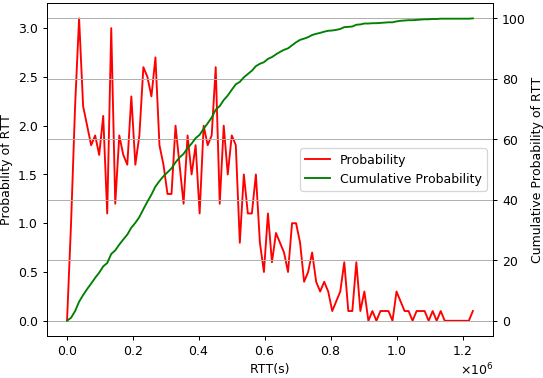 Probability of RTT
3.0
2.5
2.0
1.5
1.0
0.5
0.0
Probability
Cumulative Probability
100
80
60
40
20
0
Cumulative Probability of RTT
0.0 0.2 0.4 0.6 0.8 1.0 1.2
RTT(s)
×10⁶